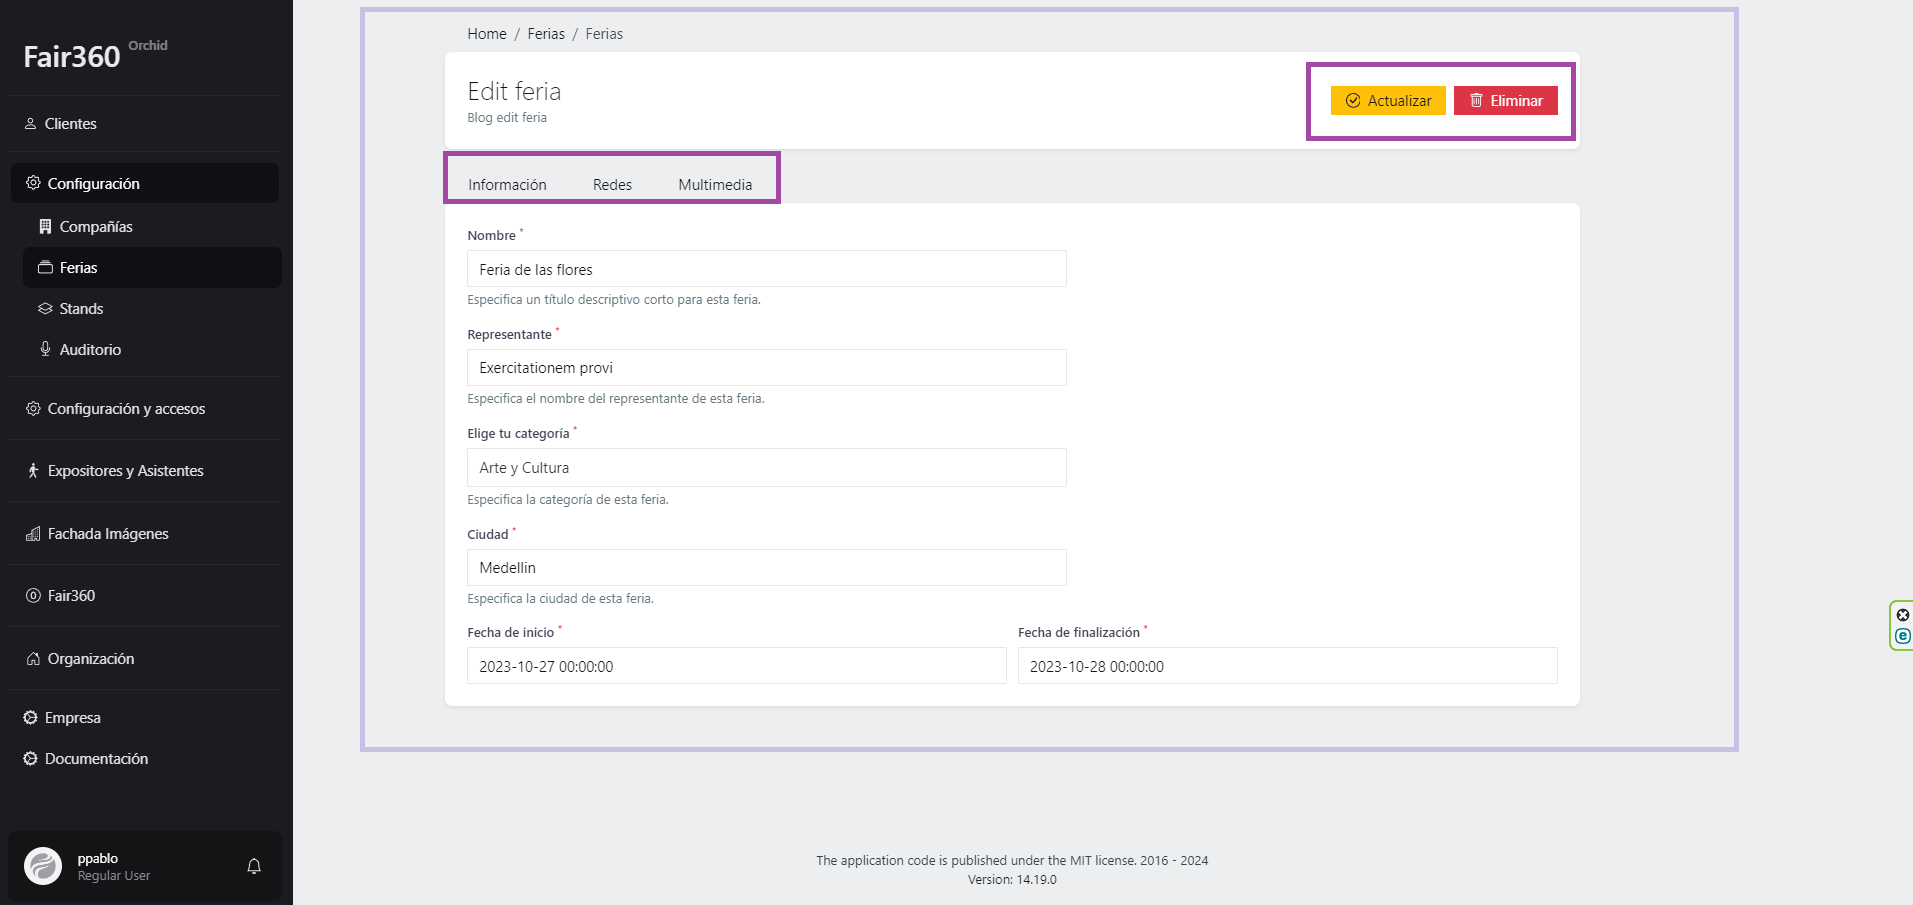 Fair360 Orchid
Clientes
Configuración
Compañías
Ferias
Stands
Auditorio
Configuración y accesos
Expositores y Asistentes
Fachada Imágenes
Fair360
Organización
Empresa
Documentación
ppablo
Regular User
Home / Ferias / Ferias
Edit feria
Blog edit feria
Actualizar Eliminar
Información Redes Multimedia
Nombre *
Feria de las flores
Especifica un título descriptivo corto para esta feria.
Representante *
Exercitationem provi
Especifica el nombre del representante de esta feria.
Elige tu categoría *
Arte y Cultura
Especifica la categoría de esta feria.
Ciudad *
Medellin
Especifica la ciudad de esta feria.
Fecha de inicio * Fecha de finalización *
2023-10-27 00:00:00 2023-10-28 00:00:00
The application code is published under the MIT license. 2016 - 2024
Version: 14.19.0